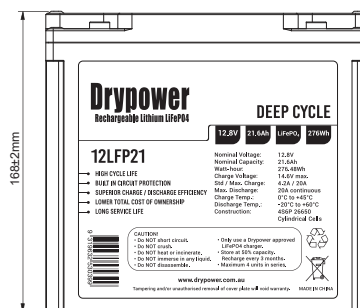 168±2mm
Drypower
Rechargeable Lithium LiFePO4
DEEP CYCLE
12.8V 21.6Ah LiFePO₄ 276Wh
12LFP21
HIGH CYCLE LIFE
BUILT IN CIRCUIT PROTECTION
SUPERIOR CHARGE / DISCHARGE EFFICIENCY
LOWER TOTAL COST OF OWNERSHIP
LONG SERVICE LIFE
Nominal Voltage: 12.8V
Nominal Capacity: 21.6Ah
Watt-hour: 276.48Wh
Charge Voltage: 14.6V max.
Std / Max. Charge: 4.2A / 20A
Max. Discharge: 20A continuous
Charge Temp.: 0°C to +45°C
Discharge Temp.: -20°C to +60°C
Construction: 4S6P 26650
Cylindrical Cells
CAUTION!
• Do NOT short circuit.
• DO NOT crush.
• DO NOT heat or incinerate.
• DO NOT immerse in any liquid.
• DO NOT disassemble.
• Only use a Drypower approved
LiFePO4 charger.
• Store at 50% capacity.
Recharge every 3 months.
• Maximum 4 units in series.
www.drypower.com.au
Tampering and/or unauthorised removal of cover plate will void warranty.
MADE IN CHINA